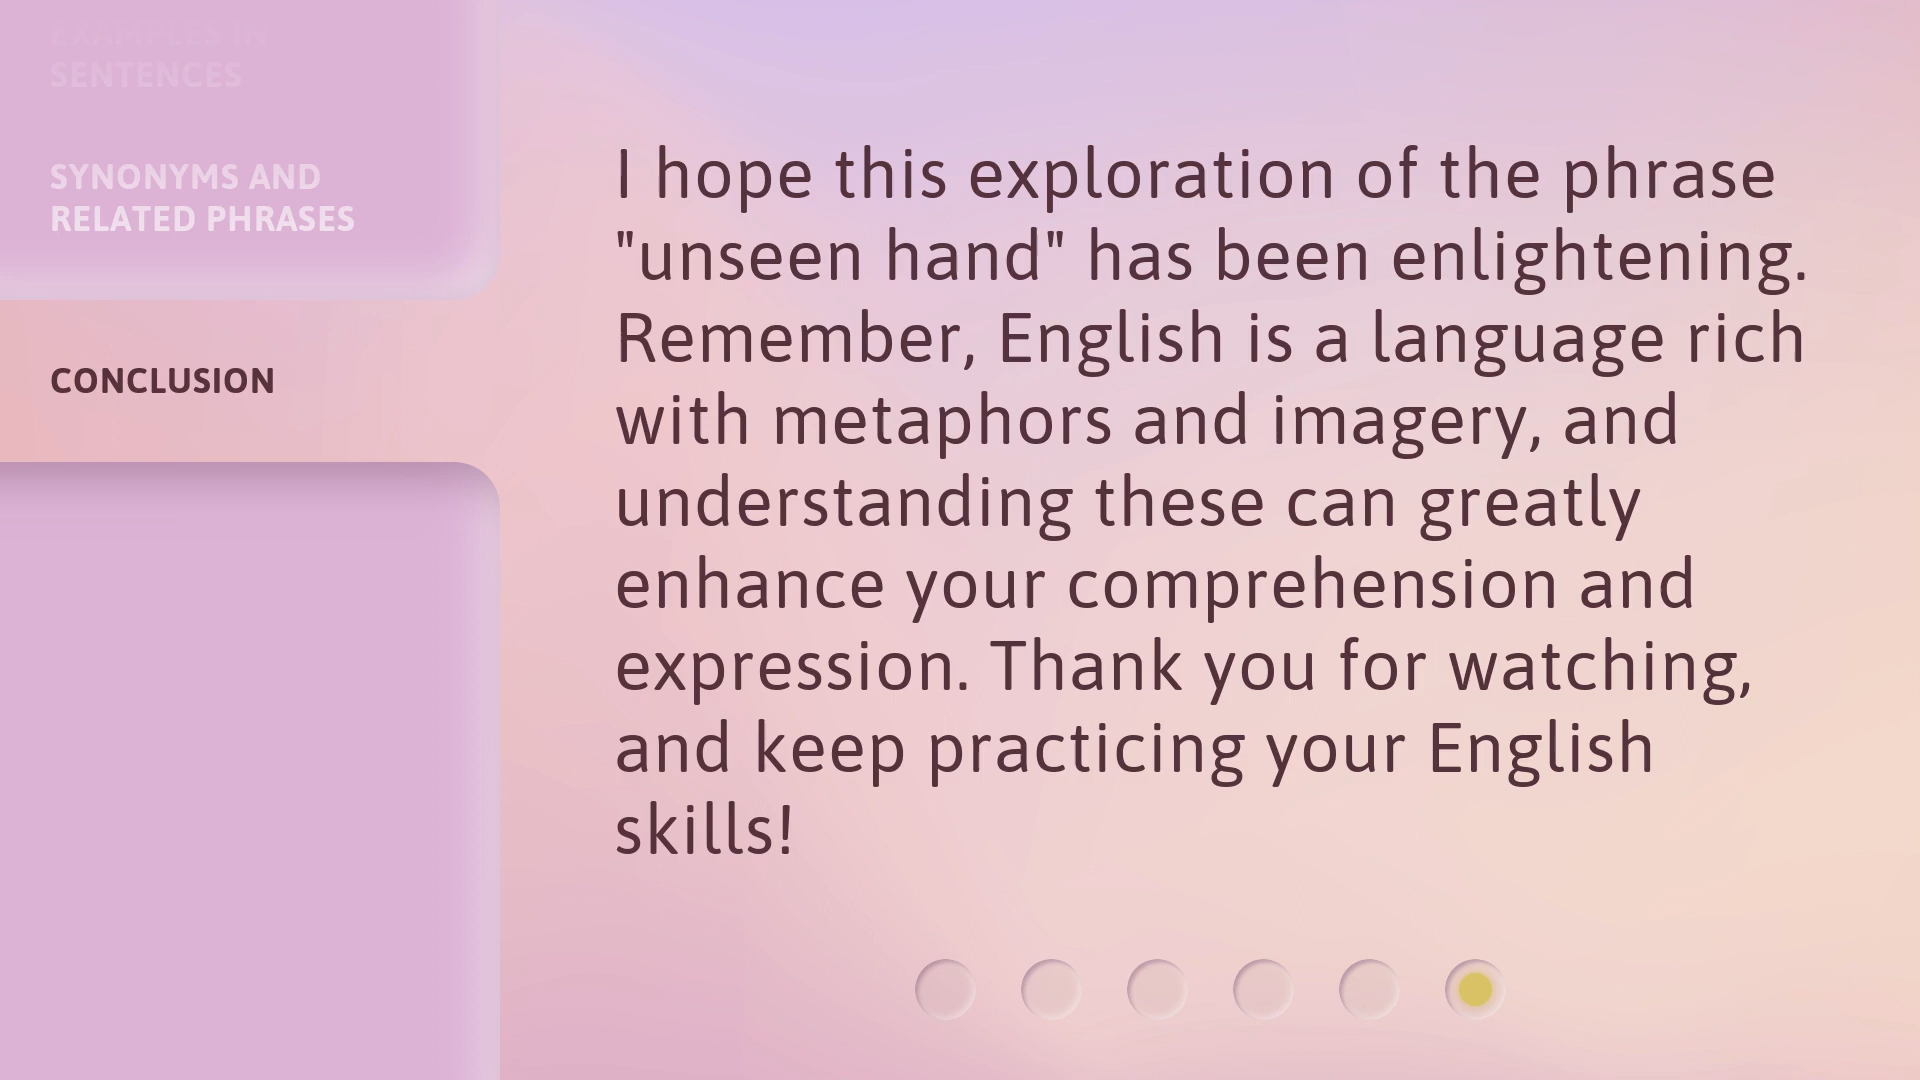 EXAMPLES IN
SENTENCES
SYNONYMS AND
RELATED PHRASES
CONCLUSION
I hope this exploration of the phrase
"unseen hand" has been enlightening.
Remember, English is a language rich
with metaphors and imagery, and
understanding these can greatly
enhance your comprehension and
expression. Thank you for watching,
and keep practicing your English
skills!